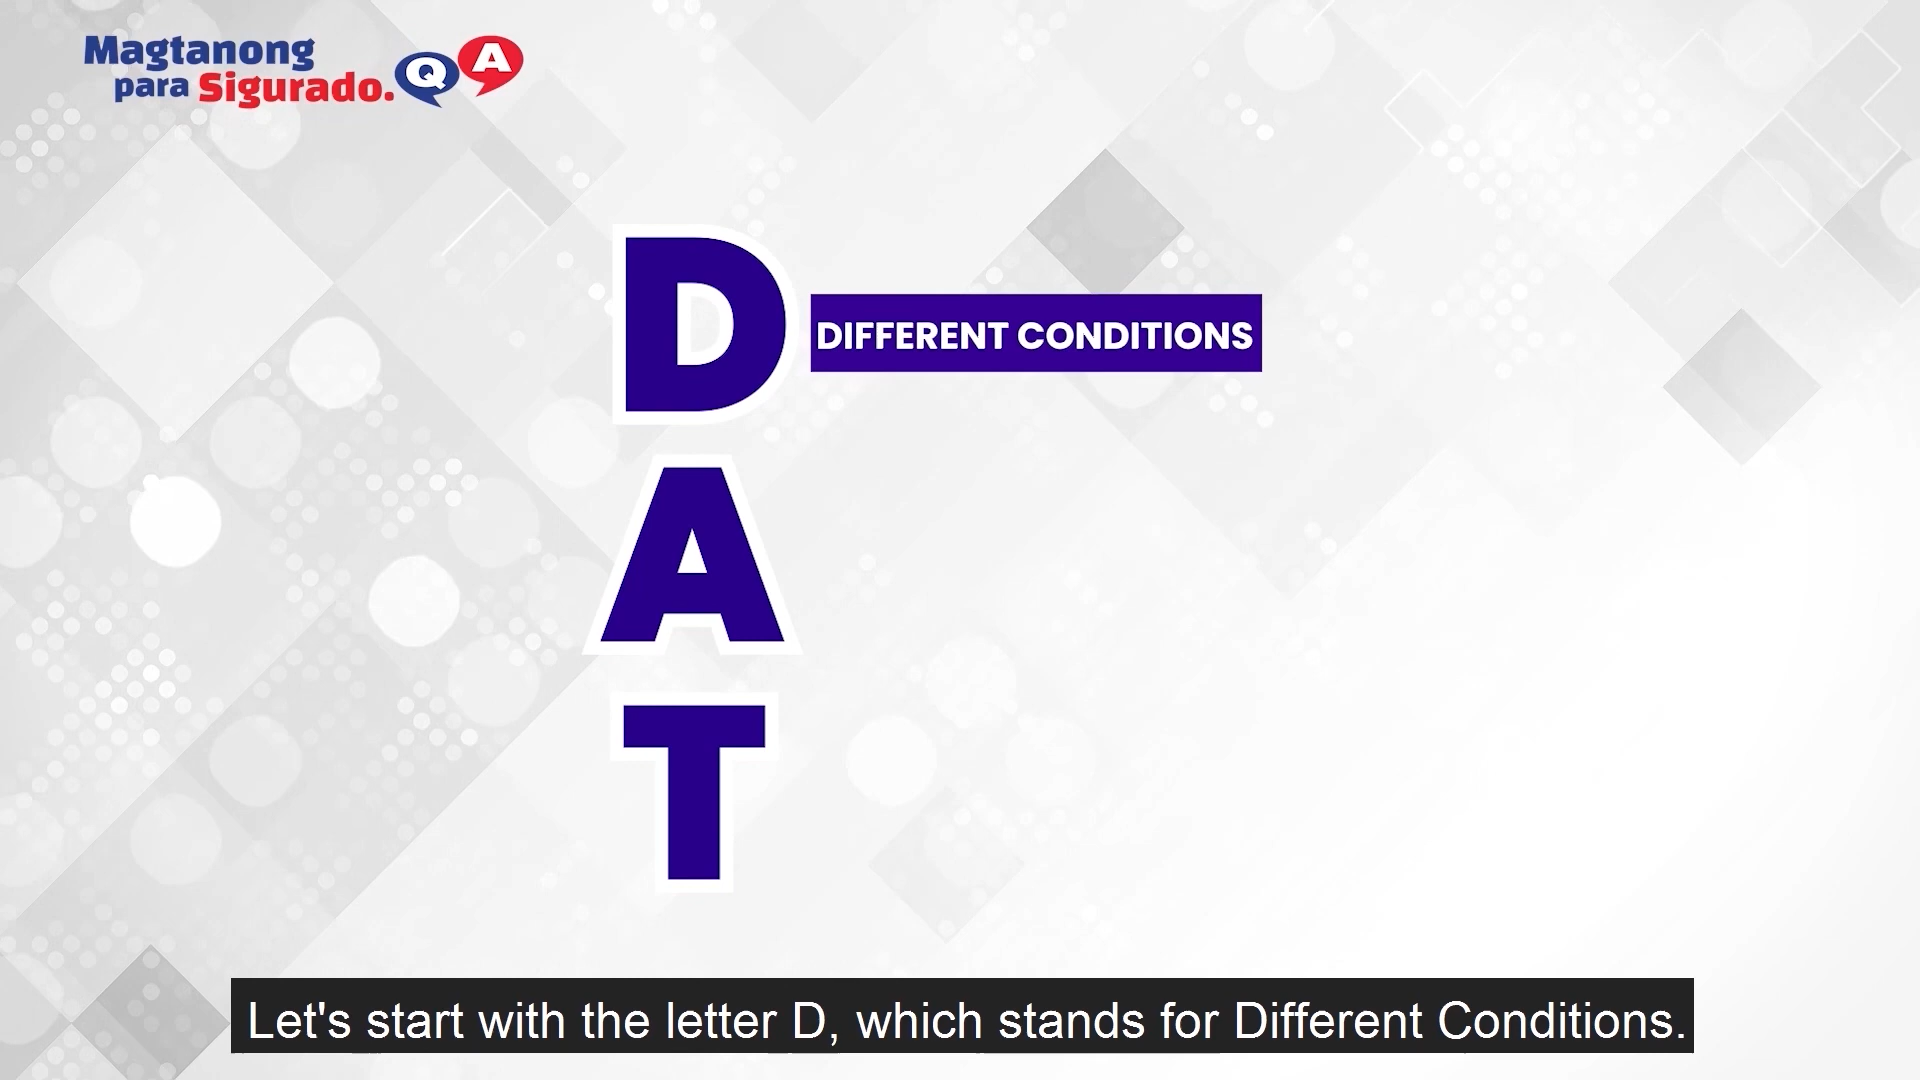 Magtanong
para Sigurado.
Q A
D
DIFFERENT CONDITIONS
A
T
Let's start with the letter D, which stands for Different Conditions.